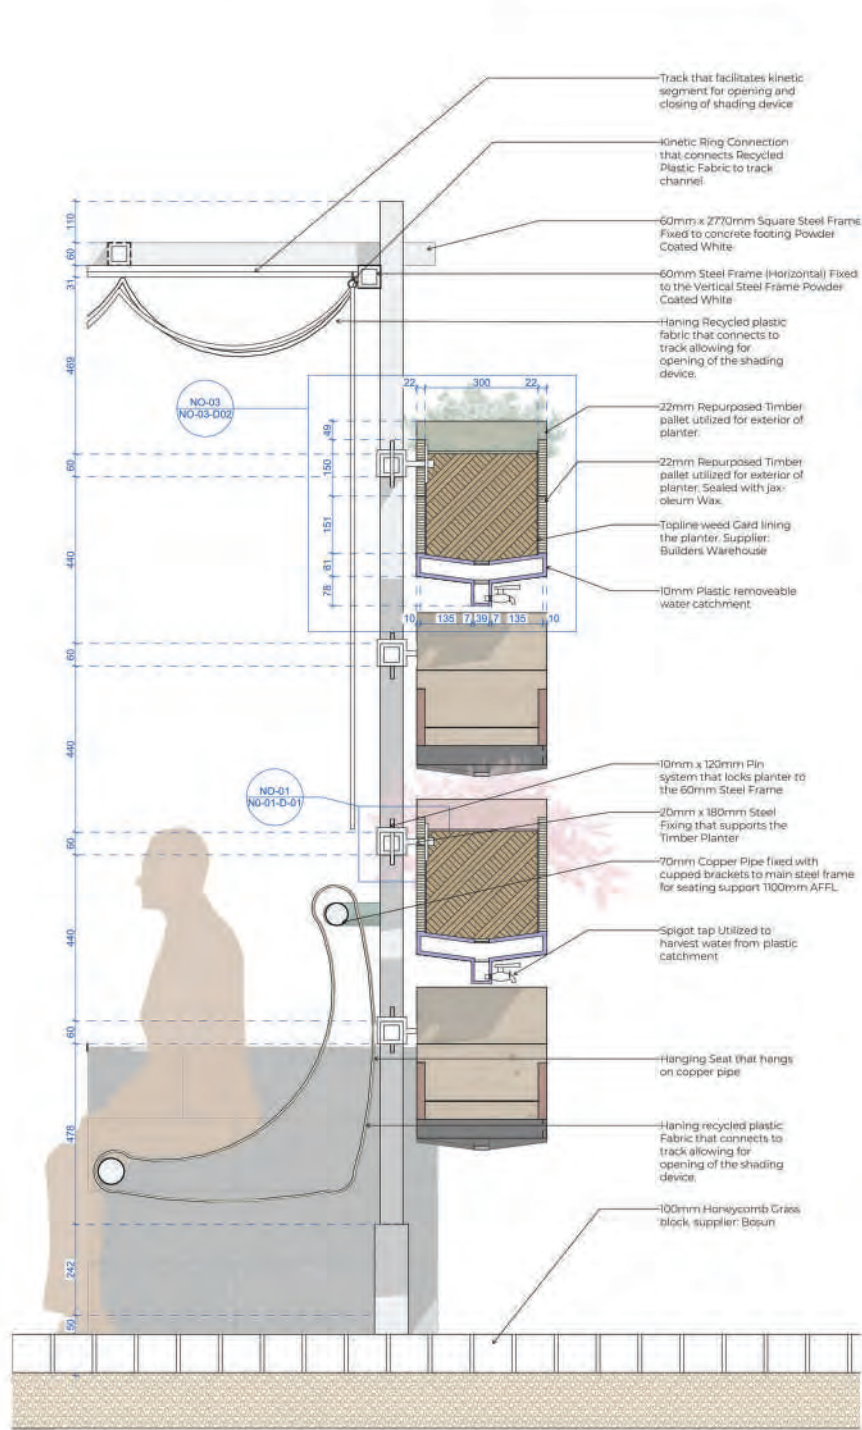 Track that facilitates kinetic
segment for opening and
closing of shading device
Kinetic Ring Connection
that connects Recycled
Plastic Fabric to track
channel
60mm x 2770mm Square Steel Frame
Fixed to concrete footing Powder
Coated White
60mm Steel Frame (Horizontal) Fixed
to the Vertical Steel Frame Powder
Coated White
Haning Recycled plastic
fabric that connects to
track allowing for
opening of the shading
device.
22mm Repurposed Timber
pallet utilized for exterior of
planter.
22mm Repurposed Timber
pallet utilized for exterior of
planter. Sealed with jax-
oleum Wax.
Topline weed Gard lining
the planter. Supplier:
Builders Warehouse
10mm Plastic removeable
water catchment
10mm x 120mm Pin
system that locks planter to
the 60mm Steel Frame
20mm x 180mm Steel
Fixing that supports the
Timber Planter
70mm Copper Pipe fixed with
cupped brackets to main steel frame
for seating support 1100mm AFFL
Spigot tap Utilized to
harvest water from plastic
catchment
Hanging Seat that hangs
on copper pipe
Haning recycled plastic
Fabric that connects to
track allowing for
opening of the shading
device.
100mm Honeycomb Grass
block, supplier: Bosun
110
60
31
469
60
440
60
440
60
440
60
478
242
50
NO-03
NO-03-D02
22 300 22
49
150
151
61
78
10 135 7 39 7 135 10
NO-01
NO-01-D-01